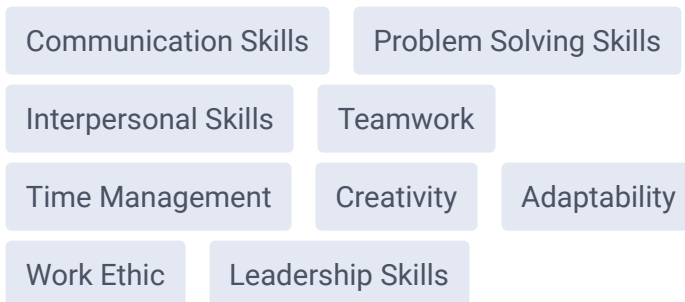 Communication Skills Problem Solving Skills
Interpersonal Skills Teamwork
Time Management Creativity Adaptability
Work Ethic Leadership Skills